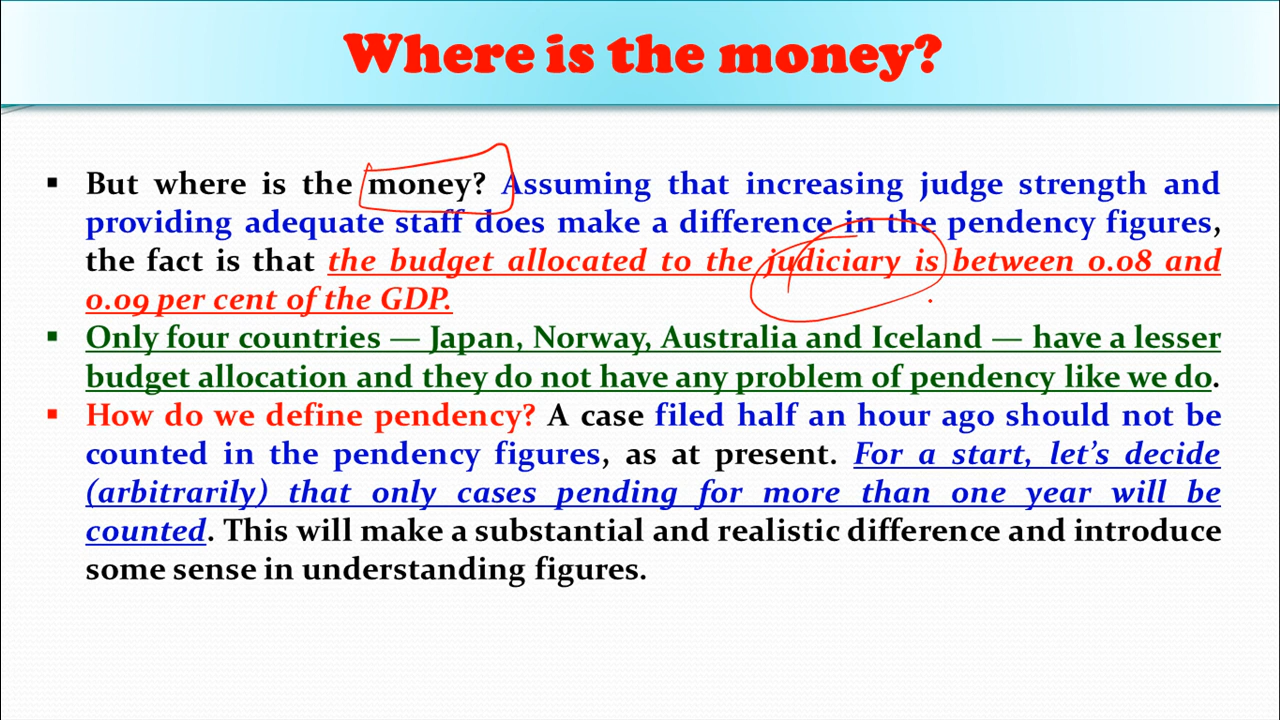 Where is the money?
▪ But where is the money? Assuming that increasing judge strength and
providing adequate staff does make a difference in the pendency figures,
the fact is that the budget allocated to the judiciary is between 0.08 and
0.09 per cent of the GDP.
▪ Only four countries — Japan, Norway, Australia and Iceland — have a lesser
budget allocation and they do not have any problem of pendency like we do.
▪ How do we define pendency? A case filed half an hour ago should not be
counted in the pendency figures, as at present. For a start, let’s decide
(arbitrarily) that only cases pending for more than one year will be
counted. This will make a substantial and realistic difference and introduce
some sense in understanding figures.